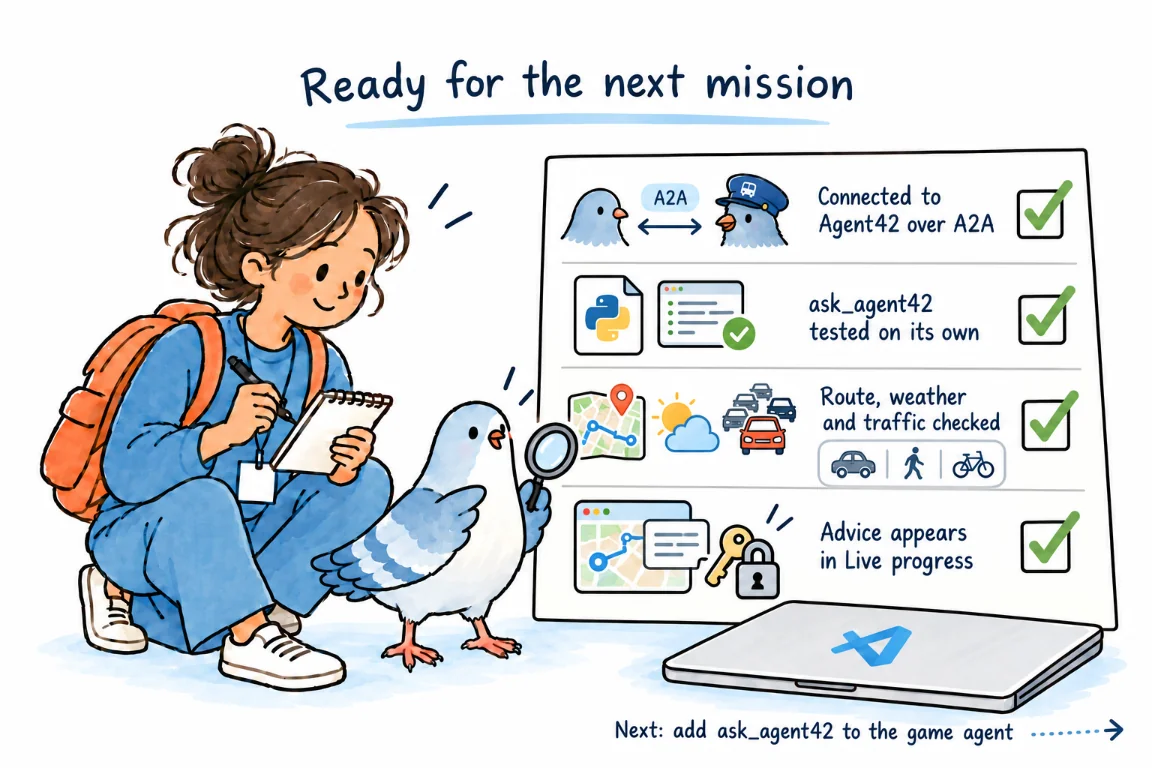 Ready for the next mission
A2A
Connected to
Agent42 over A2A
ask_agent42
tested on its own
Route, weather
and traffic checked
Advice appears
in Live progress
Next: add ask_agent42 to the game agent